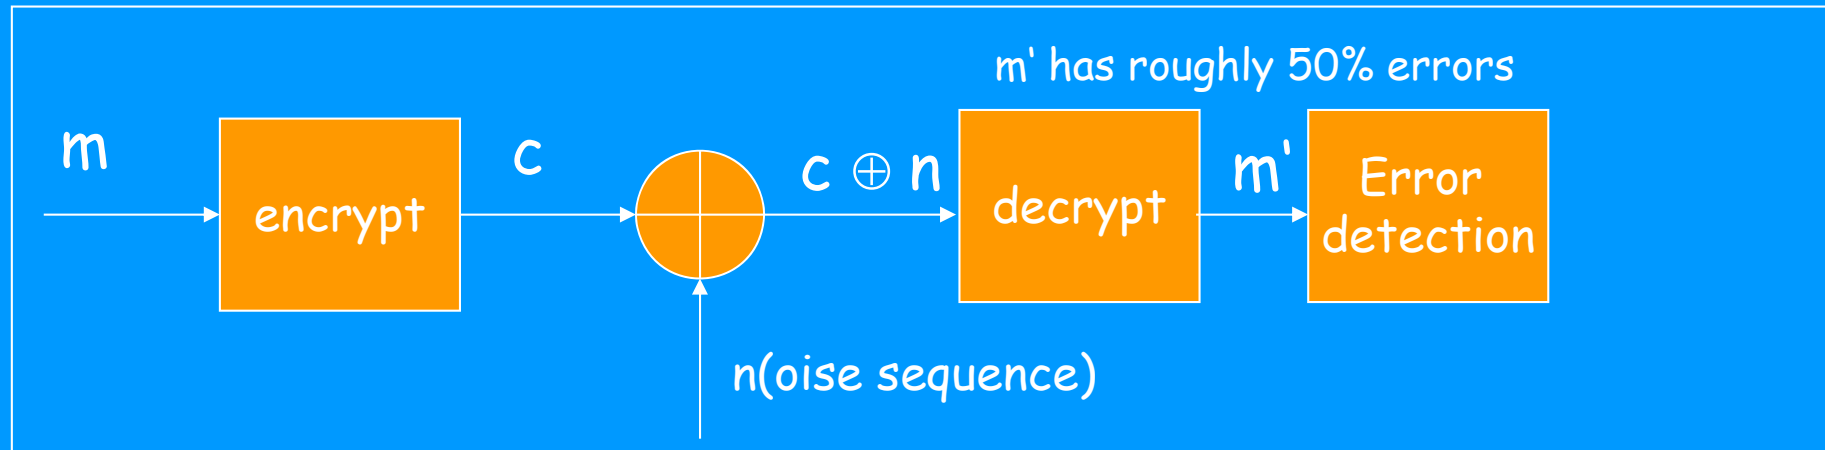 m' has roughly 50% errors
m
c
c ⊕ n
m'
encrypt
decrypt
Error
detection
n(oise sequence)